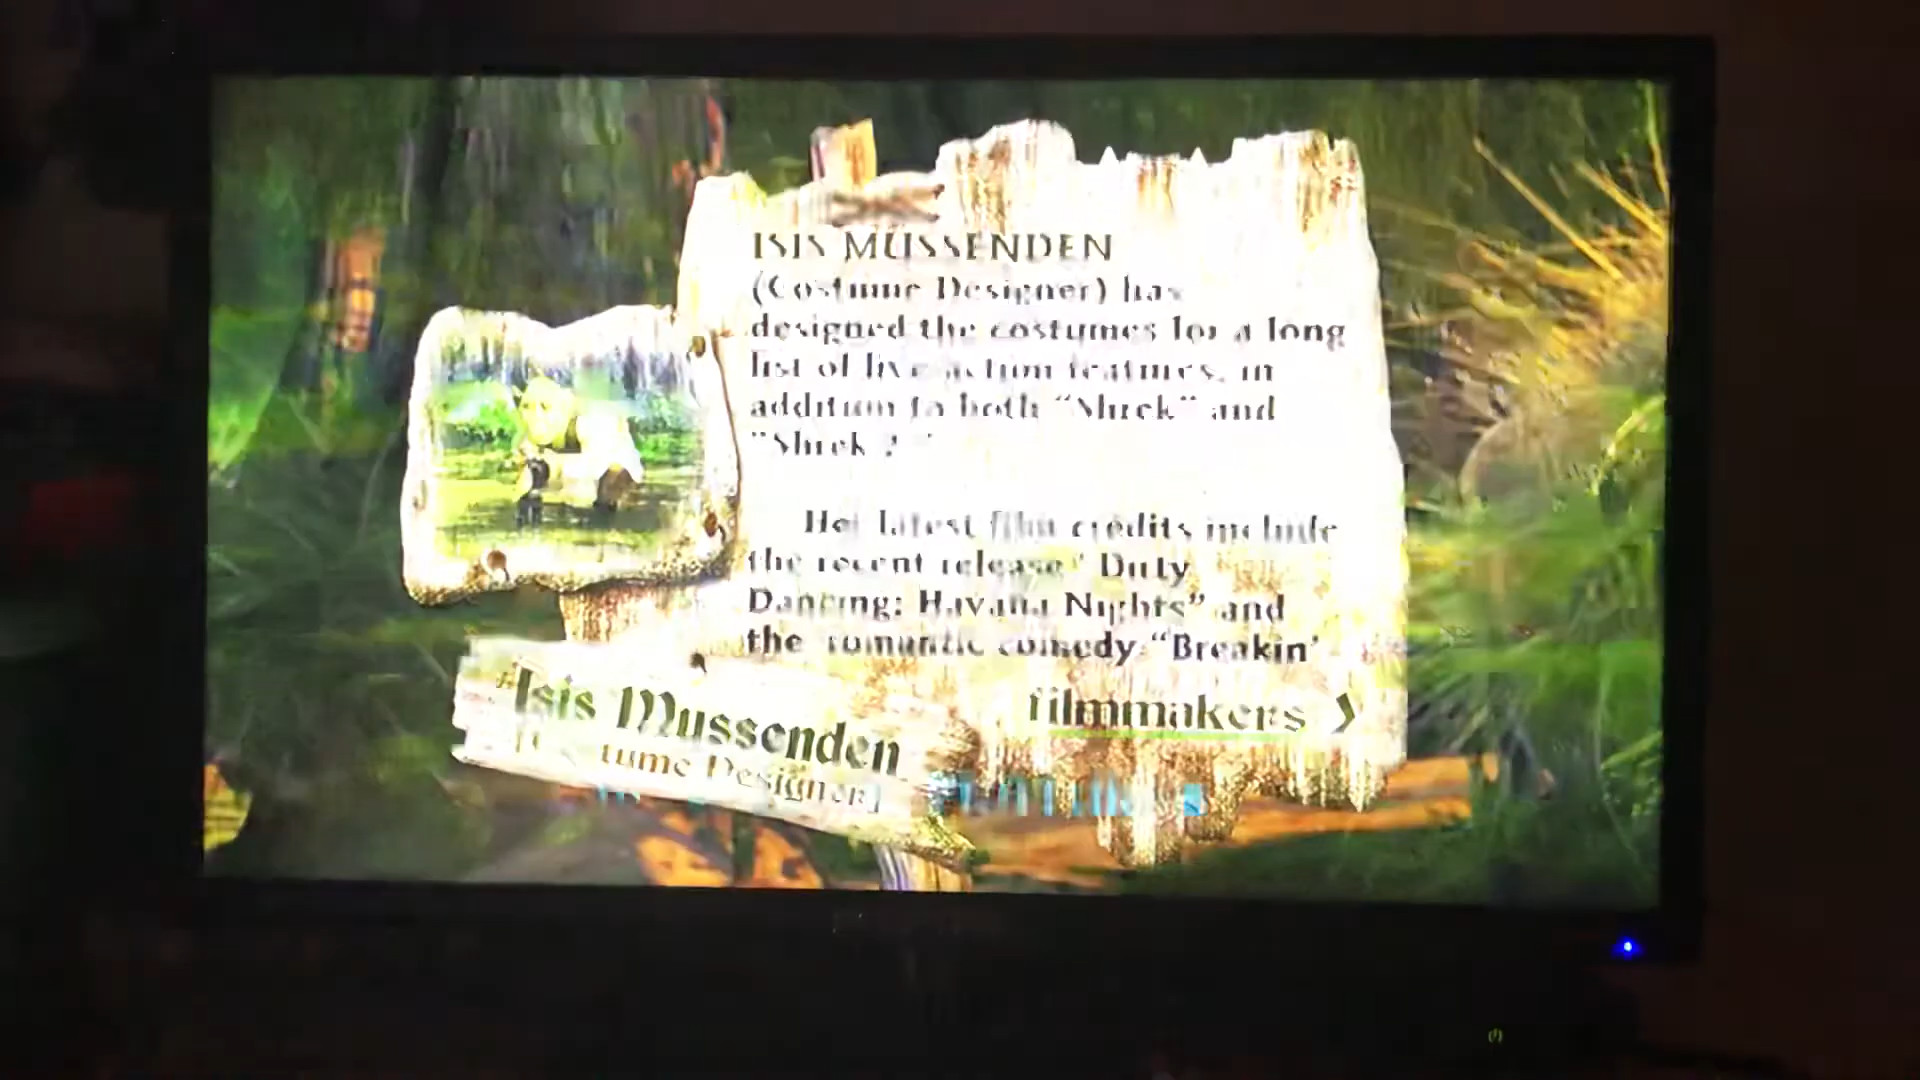 ISIS MUSSENDEN
(Costume Designer) has
designed the costumes for a long
list of live action features, in
addition to both “Shrek” and
"Shrek 2."
Her latest film credits include
the recent release "Dirty
Dancing: Havana Nights” and
the romantic comedy “Breakin’
filmmakers ❯
Isis Mussenden
[Costume Designer]